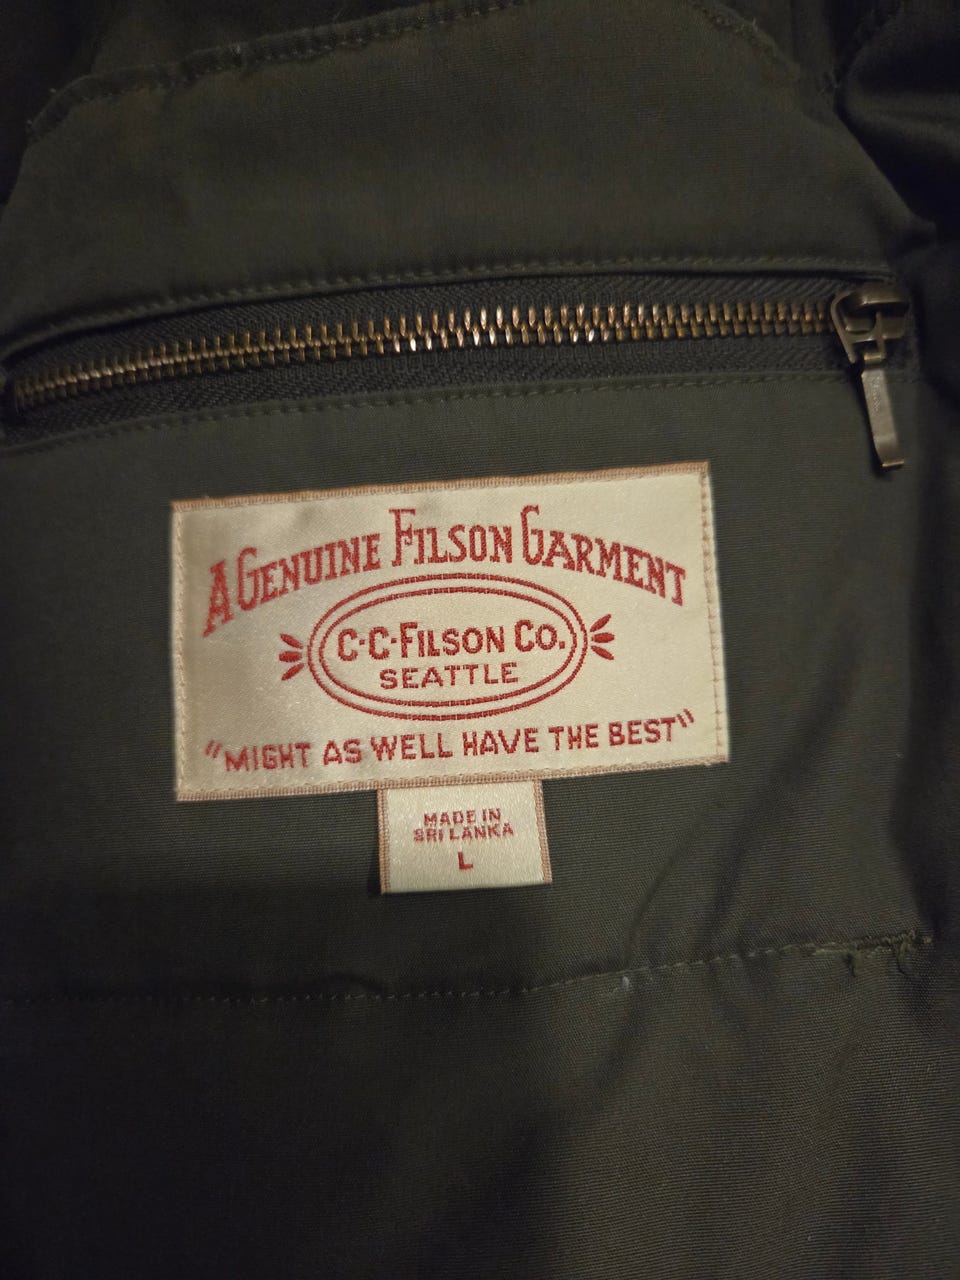 A GENUINE FILSON GARMENT
C·C·FILSON CO.
SEATTLE
"MIGHT AS WELL HAVE THE BEST"
MADE IN
SRI LANKA
L